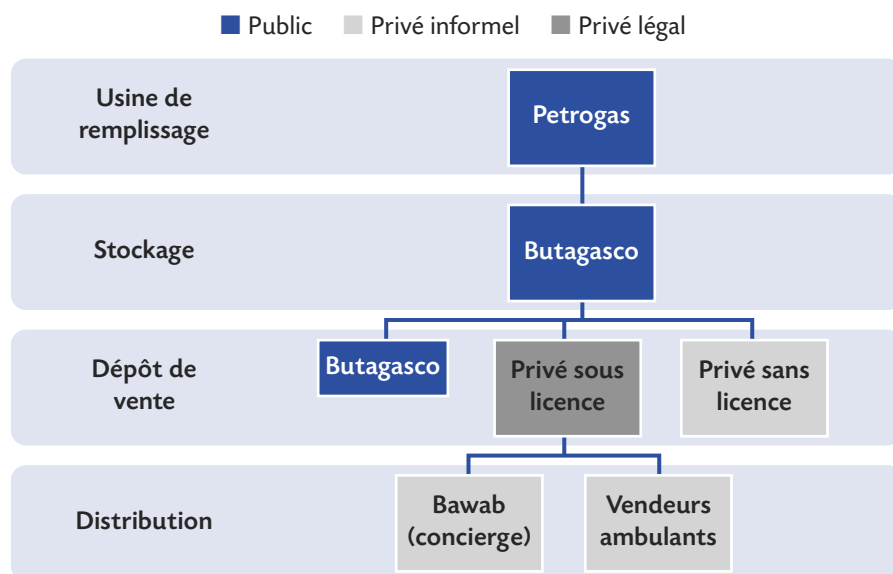 Public Privé informel Privé légal
Usine de
remplissage
Petrogas
Stockage
Butagasco
Dépôt de
vente
Butagasco
Privé sous
licence
Privé sans
licence
Distribution
Bawab
(concierge)
Vendeurs
ambulants